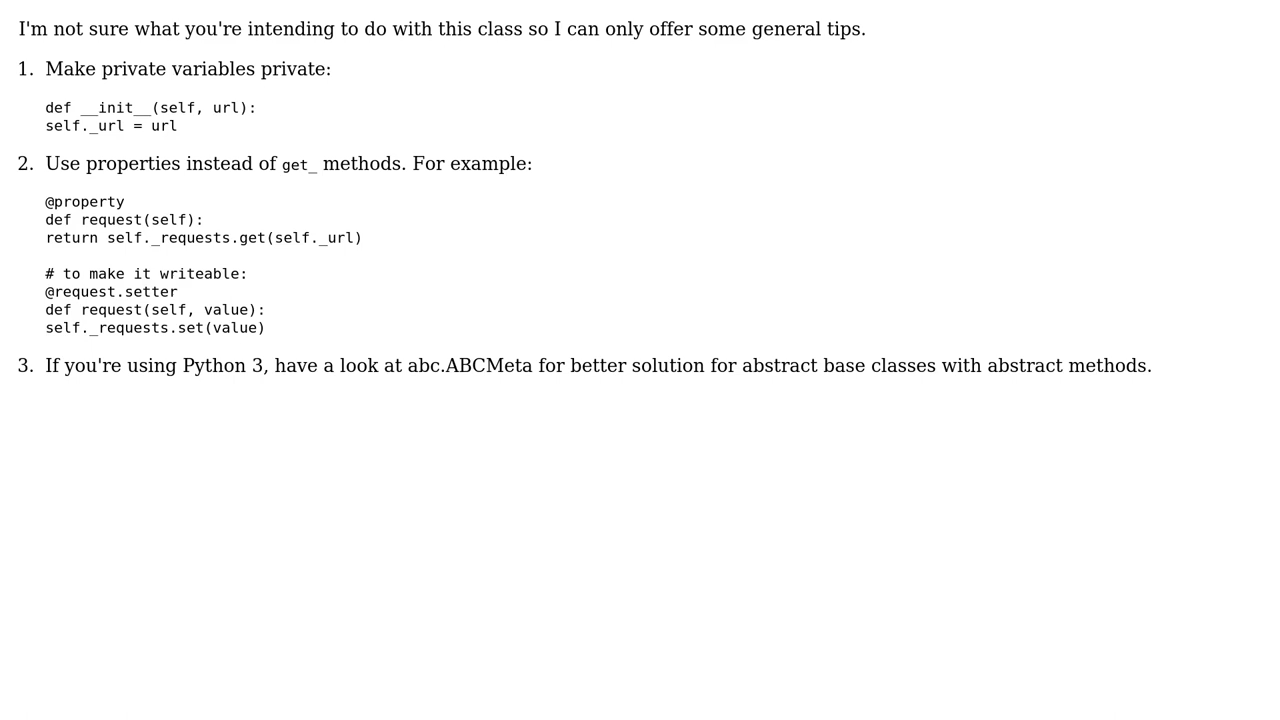 I'm not sure what you're intending to do with this class so I can only offer some general tips.
1. Make private variables private:
def __init__(self, url):
self._url = url
2. Use properties instead of get_ methods. For example:
@property
def request(self):
return self._requests.get(self._url)
# to make it writeable:
@request.setter
def request(self, value):
self._requests.set(value)
3. If you're using Python 3, have a look at abc.ABCMeta for better solution for abstract base classes with abstract methods.